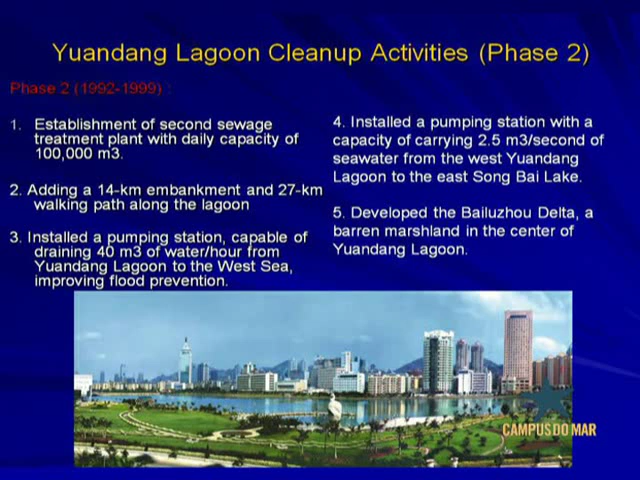 Yuandang Lagoon Cleanup Activities (Phase 2)
Phase 2 (1992-1999) :
1. Establishment of second sewage
treatment plant with daily capacity of
100,000 m3.
2. Adding a 14-km embankment and 27-km
walking path along the lagoon
3. Installed a pumping station, capable of
draining 40 m3 of water/hour from
Yuandang Lagoon to the West Sea,
improving flood prevention.
4. Installed a pumping station with a
capacity of carrying 2.5 m3/second of
seawater from the west Yuandang
Lagoon to the east Song Bai Lake.
5. Developed the Bailuzhou Delta, a
barren marshland in the center of
Yuandang Lagoon.
CAMPUS DO MAR